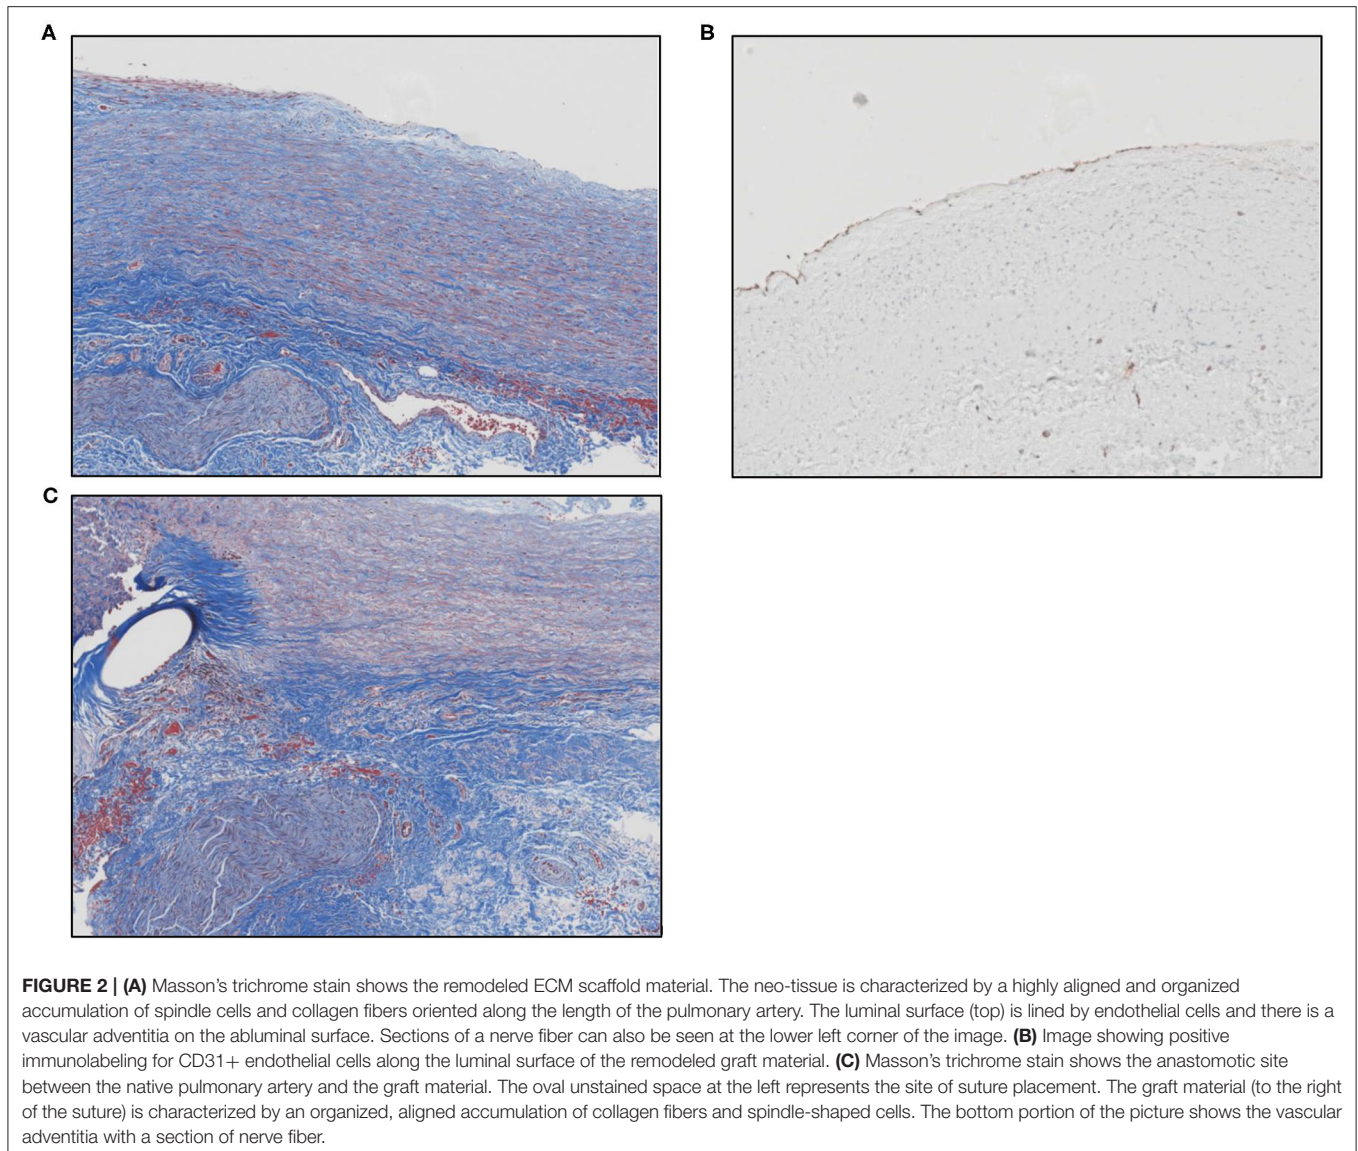 A
B
C
FIGURE 2 | (A) Masson's trichrome stain shows the remodeled ECM scaffold material. The neo-tissue is characterized by a highly aligned and organized
accumulation of spindle cells and collagen fibers oriented along the length of the pulmonary artery. The luminal surface (top) is lined by endothelial cells and there is a
vascular adventitia on the abluminal surface. Sections of a nerve fiber can also be seen at the lower left corner of the image. (B) Image showing positive
immunolabeling for CD31+ endothelial cells along the luminal surface of the remodeled graft material. (C) Masson's trichrome stain shows the anastomotic site
between the native pulmonary artery and the graft material. The oval unstained space at the left represents the site of suture placement. The graft material (to the right
of the suture) is characterized by an organized, aligned accumulation of collagen fibers and spindle-shaped cells. The bottom portion of the picture shows the vascular
adventitia with a section of nerve fiber.